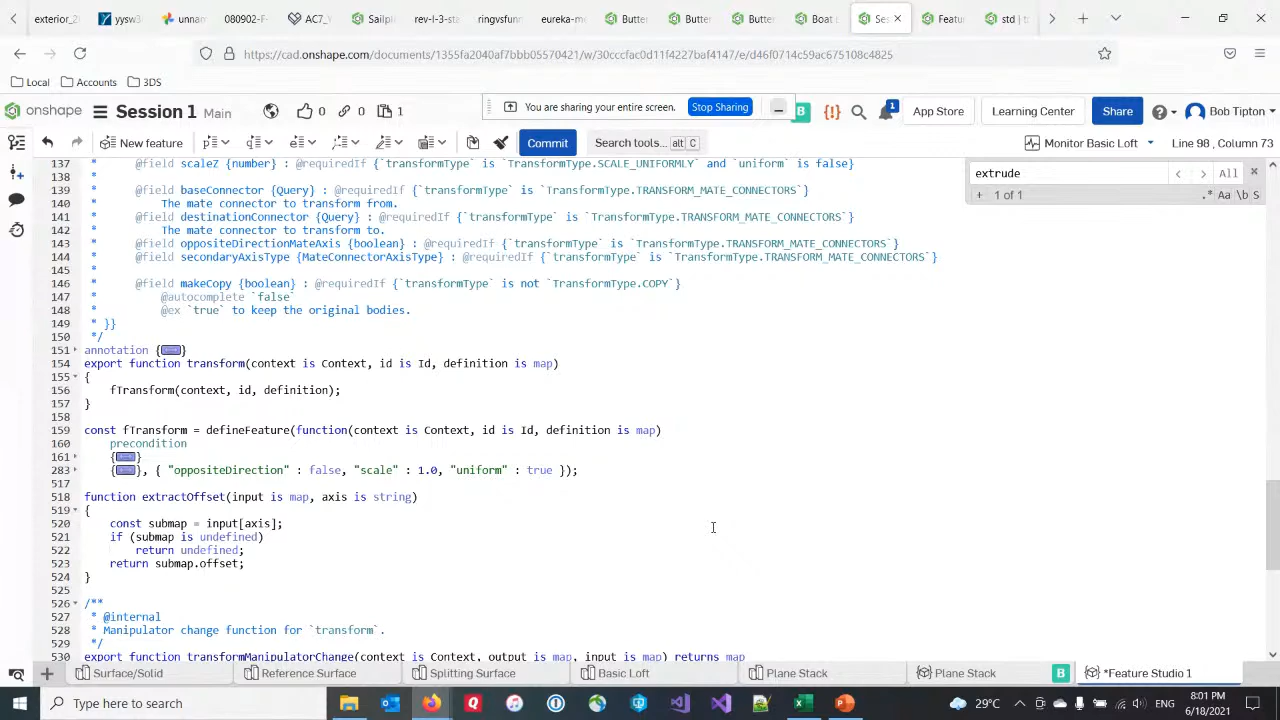 exterior_2
yysw3
unnam
080902-F
AC7_V
Sailpl
rev-l-3-sta
ringvsfunr
eureka-m
Butter
Butter
Butter
Boat L
Ses
Featur
std j t
https://cad.onshape.com/documents/1355fa2040af7bbb05570421/w/30cccfac0d11f4227baf4147/e/d46f0714c59ac675108c4825
Local
Accounts
3DS
onshape
Session 1 Main
0
0
1
You are sharing your entire screen.
Stop Sharing
B
1
App Store
Learning Center
Share
Bob Tipton
New feature
Commit
Search tools... alt C
Monitor Basic Loft
Line 98 , Column 73
extrude
All
+ 1 of 1 .* Aa \b S
137 * @field scaleZ {number} : @requiredIf {`transformType` is `TransformType.SCALE_UNIFORMLY and `uniform` is false}
138 *
139 * @field baseConnector {Query} : @requiredIf {`transformType` is `TransformType.TRANSFORM_MATE_CONNECTORS`}
140 * The mate connector to transform from.
141 * @field destinationConnector {Query} : @requiredIf {`transformType` is `TransformType.TRANSFORM_MATE_CONNECTORS`}
142 * The mate connector to transform to.
143 * @field oppositeDirectionMateAxis {boolean} : @requiredIf {`transformType` is `TransformType.TRANSFORM_MATE_CONNECTORS`}
144 * @field secondaryAxisType {MateConnectorAxisType} : @requiredIf {`transformType` is `TransformType.TRANSFORM_MATE_CONNECTORS`}
145 *
146 * @field makeCopy {boolean} : @requiredIf {`transformType` is not `TransformType.COPY`}
147 * @autocomplete `false`
148 * @ex `true` to keep the original bodies.
149 * }}
150 */
151 annotation {}
154 export function transform(context is Context, id is Id, definition is map)
155 {
156 fTransform(context, id, definition);
157 }
158
159 const fTransform = defineFeature(function(context is Context, id is Id, definition is map)
160 precondition
161 {}
283 {}, { "oppositeDirection" : false, "scale" : 1.0, "uniform" : true });
517
518 function extractOffset(input is map, axis is string)
519 {
520 const submap = input[axis];
521 if (submap is undefined)
522 return undefined;
523 return submap.offset;
524 }
525
526 /**
527 * @internal
528 * Manipulator change function for `transform`.
529 */
530 export function transformManipulatorChange(context is Context, output is map, input is map) returns map
Surface/Solid
Reference Surface
Splitting Surface
Basic Loft
Plane Stack
Plane Stack
B
*Feature Studio 1
Type here to search
29°C
8:01 PM
6/18/2021